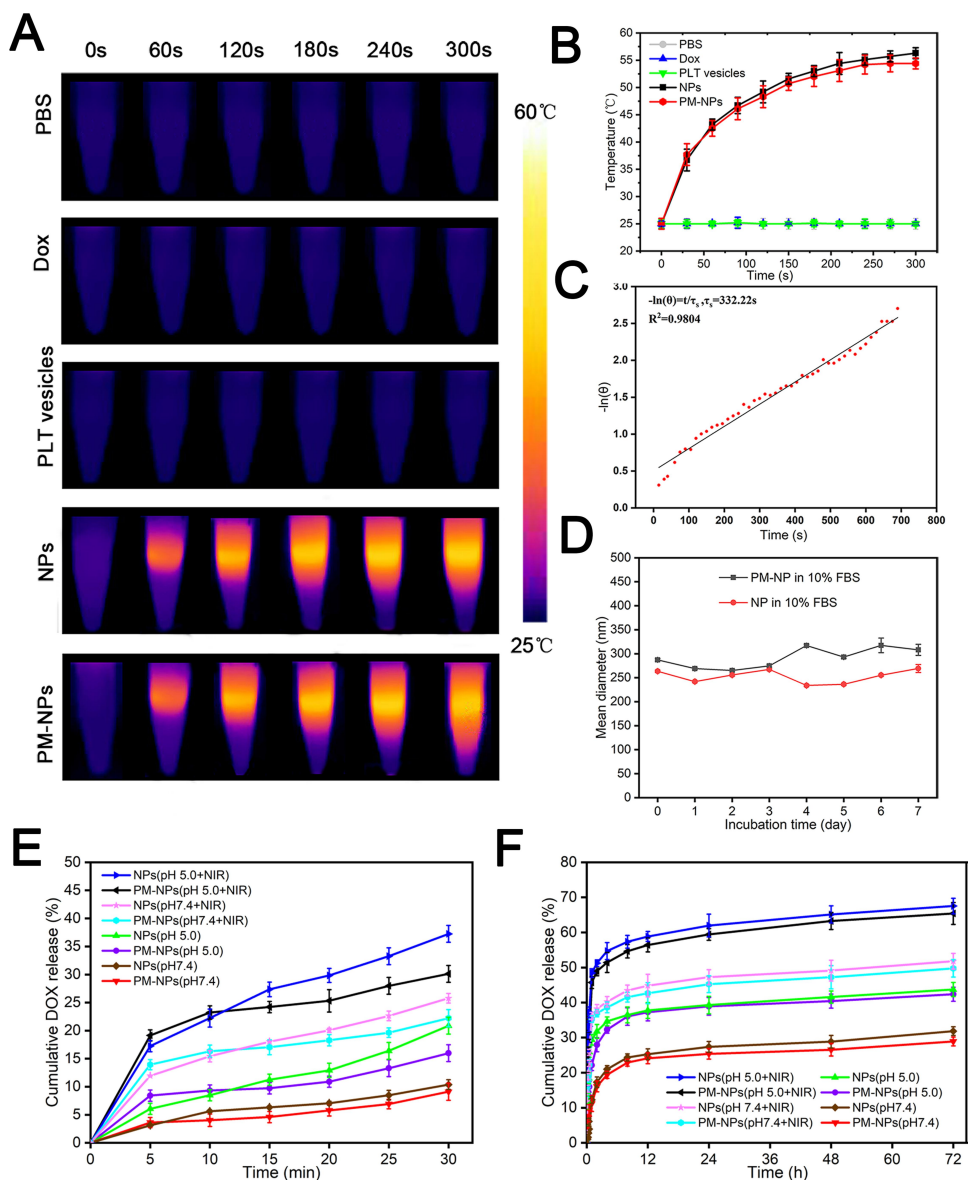 A
0s 60s 120s 180s 240s 300s
PBS
Dox
PLT vesicles
NPs
PM-NPs
60℃
25℃
B
PBS
Dox
PLT vesicles
NPs
PM-NPs
Temperature (℃)
60
55
50
45
40
35
30
25
20
0 50 100 150 200 250 300
Time (s)
C
-ln(θ)=t/τs ,τs=332.22s
R²=0.9804
-ln(θ)
3.0
2.5
2.0
1.5
1.0
0.5
0.0
0 100 200 300 400 500 600 700 800
Time (s)
D
PM-NP in 10% FBS
NP in 10% FBS
Mean diameter (nm)
500
450
400
350
300
250
200
150
100
50
0
0 1 2 3 4 5 6 7
Incubation time (day)
E
NPs(pH 5.0+NIR)
PM-NPs(pH 5.0+NIR)
NPs(pH7.4+NIR)
PM-NPs(pH7.4+NIR)
NPs(pH 5.0)
PM-NPs(pH 5.0)
NPs(pH7.4)
PM-NPs(pH7.4)
Cumulative DOX release (%)
50
45
40
35
30
25
20
15
10
5
0
0 5 10 15 20 25 30
Time (min)
F
Cumulative DOX release (%)
80
70
60
50
40
30
20
10
0
NPs(pH 5.0+NIR) NPs(pH 5.0)
PM-NPs(pH 5.0+NIR) PM-NPs(pH 5.0)
NPs(pH 7.4+NIR) NPs(pH7.4)
PM-NPs(pH7.4+NIR) PM-NPs(pH7.4)
0 12 24 36 48 60 72
Time (h)